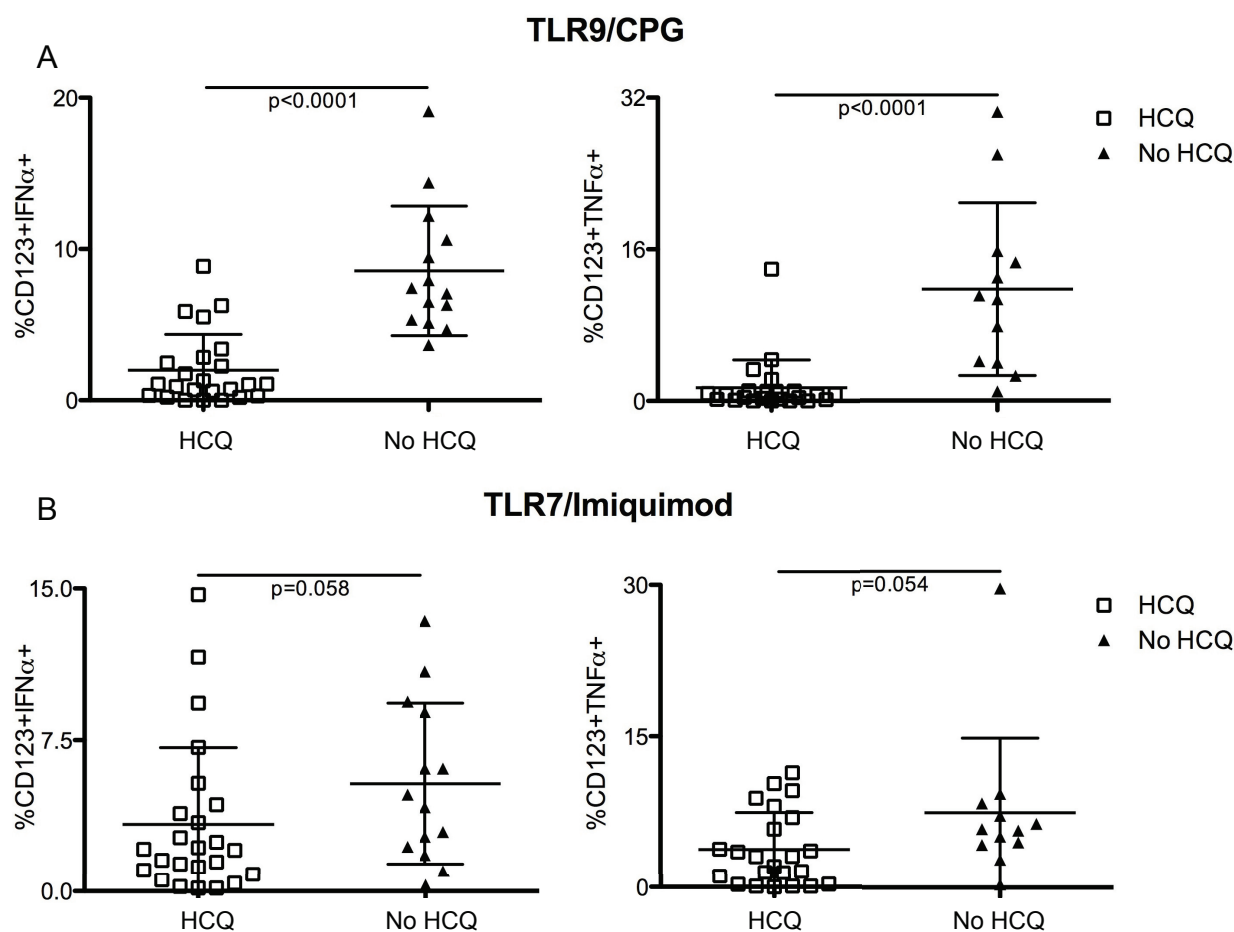 TLR9/CPG
A
20
10
0
%CD123+IFNα+
p<0.0001
HCQ
No HCQ
32
16
0
%CD123+TNFα+
p<0.0001
HCQ
No HCQ
HCQ
No HCQ
B
TLR7/Imiquimod
15.0
7.5
0.0
%CD123+IFNα+
p=0.058
HCQ
No HCQ
30
15
0
%CD123+TNFα+
p=0.054
HCQ
No HCQ
HCQ
No HCQ